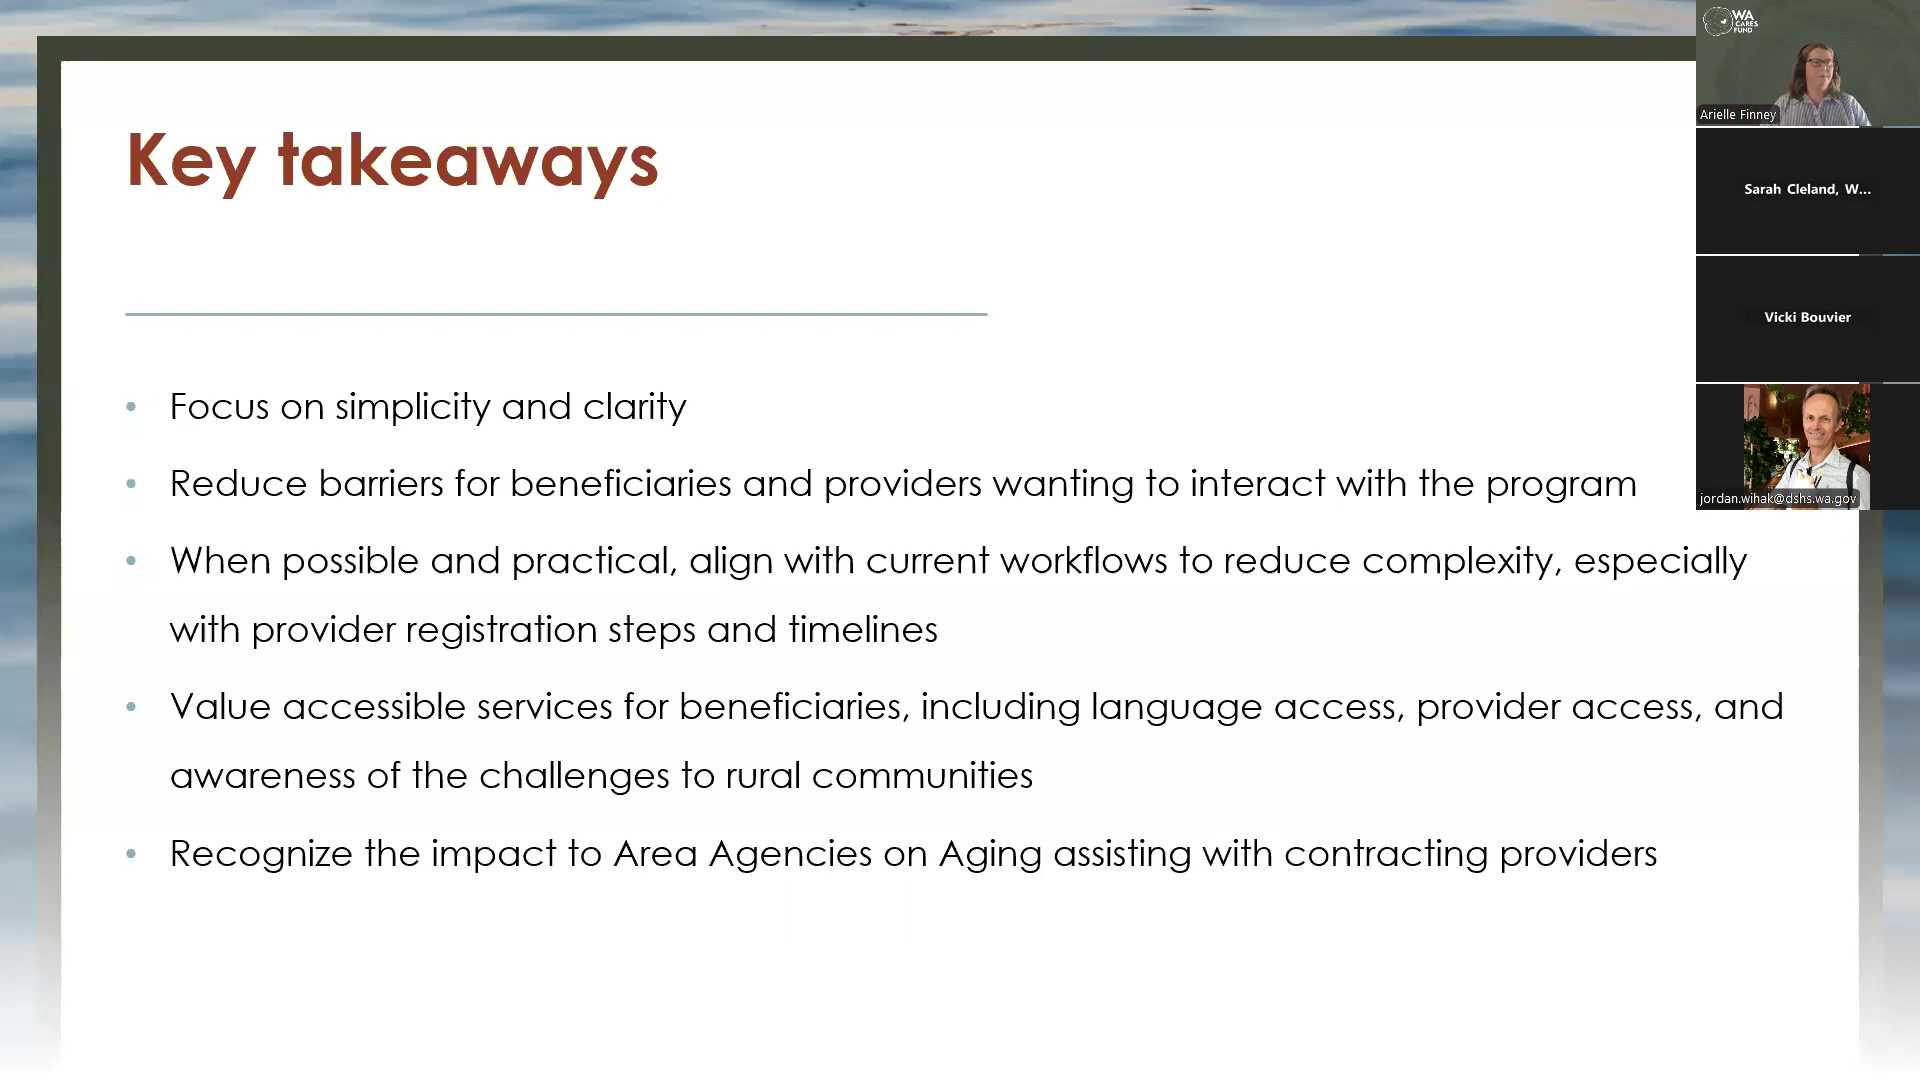 Key takeaways
• Focus on simplicity and clarity
• Reduce barriers for beneficiaries and providers wanting to interact with the program
• When possible and practical, align with current workflows to reduce complexity, especially
with provider registration steps and timelines
• Value accessible services for beneficiaries, including language access, provider access, and
awareness of the challenges to rural communities
• Recognize the impact to Area Agencies on Aging assisting with contracting providers
WA
CARES
FUND
Arielle Finney
Sarah Cleland, W...
Vicki Bouvier
jordan.wihak@dshs.wa.gov